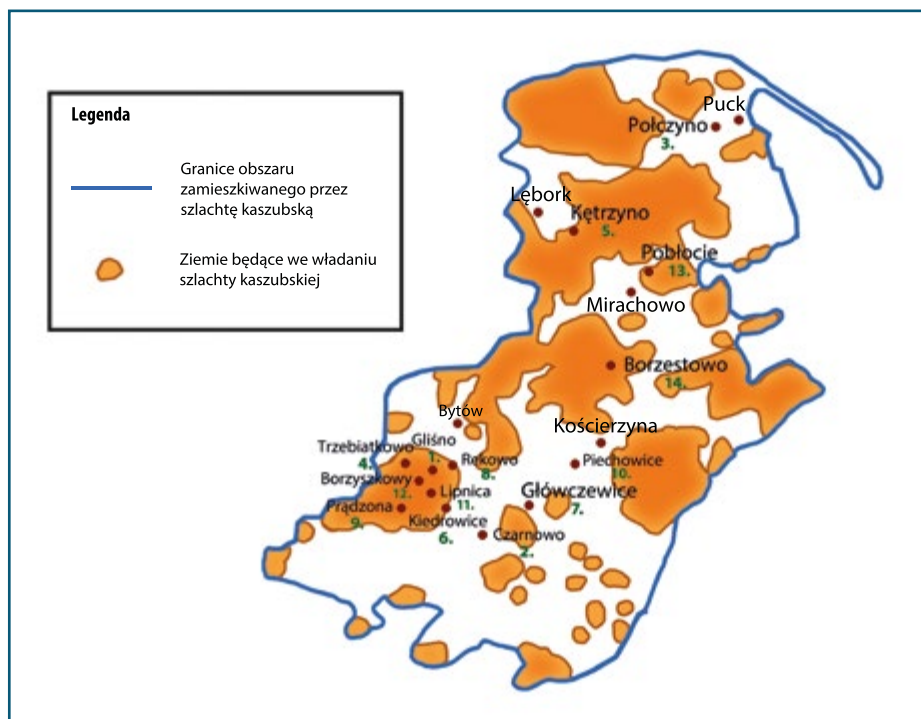 Legenda
Granice obszaru
zamieszkiwanego przez
szlachtę kaszubską
Ziemie będące we władaniu
szlachty kaszubskiej
Puck
Połczyno
3.
Lębork
Kętrzyno
5.
Pobłocie
13.
Mirachowo
Borzestowo
14.
Bytów
Kościerzyna
Trzebiatkowo
4.
Gliśno
1.
Rekowo
8.
Piechowice
10.
Borzyszkowy
12.
Lipnica
11.
Główczewice
7.
Prądzona
9.
Kiedrowice
6.
Czarnowo
2.